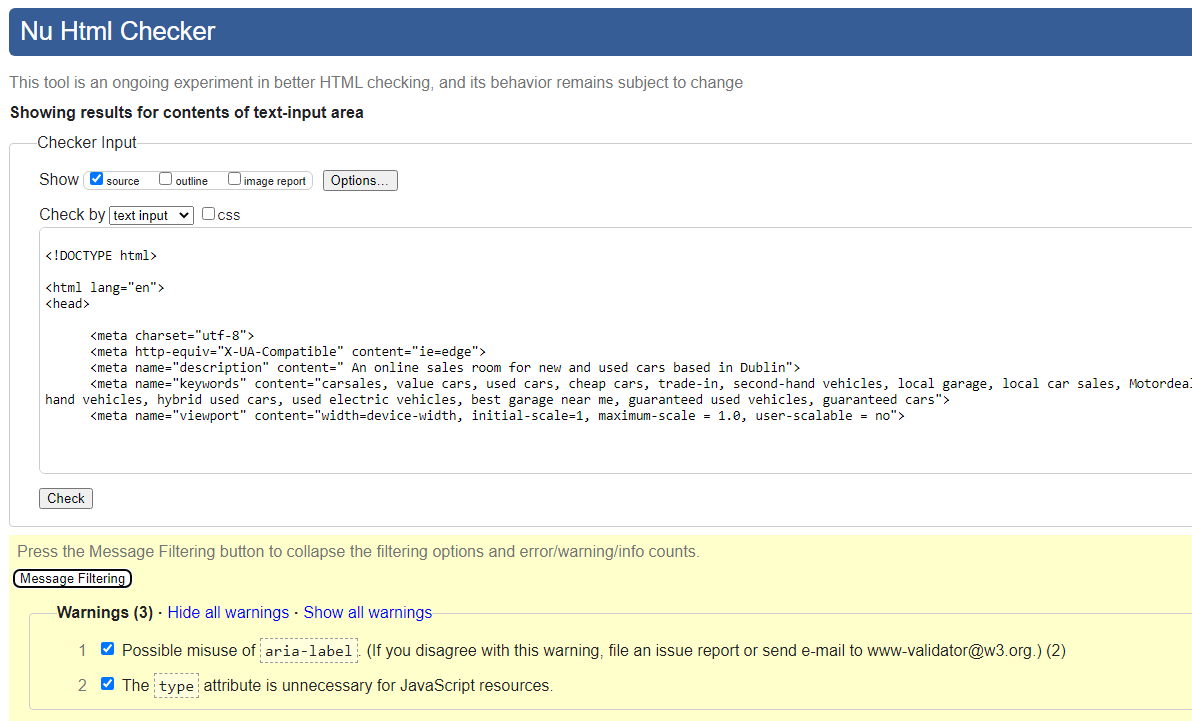 Nu Html Checker
This tool is an ongoing experiment in better HTML checking, and its behavior remains subject to change
Showing results for contents of text-input area
Checker Input
Show source outline image report Options...
Check by text input css
<!DOCTYPE html>
<html lang="en">
<head>
<meta charset="utf-8">
<meta http-equiv="X-UA-Compatible" content="ie=edge">
<meta name="description" content=" An online sales room for new and used cars based in Dublin">
<meta name="keywords" content="carsales, value cars, used cars, cheap cars, trade-in, second-hand vehicles, local garage, local car sales, Motordeal
hand vehicles, hybrid used cars, used electric vehicles, best garage near me, guaranteed used vehicles, guaranteed cars">
<meta name="viewport" content="width=device-width, initial-scale=1, maximum-scale = 1.0, user-scalable = no">
Check
Press the Message Filtering button to collapse the filtering options and error/warning/info counts.
Message Filtering
Warnings (3) · Hide all warnings · Show all warnings
1 Possible misuse of aria-label. (If you disagree with this warning, file an issue report or send e-mail to www-validator@w3.org.) (2)
2 The type attribute is unnecessary for JavaScript resources.